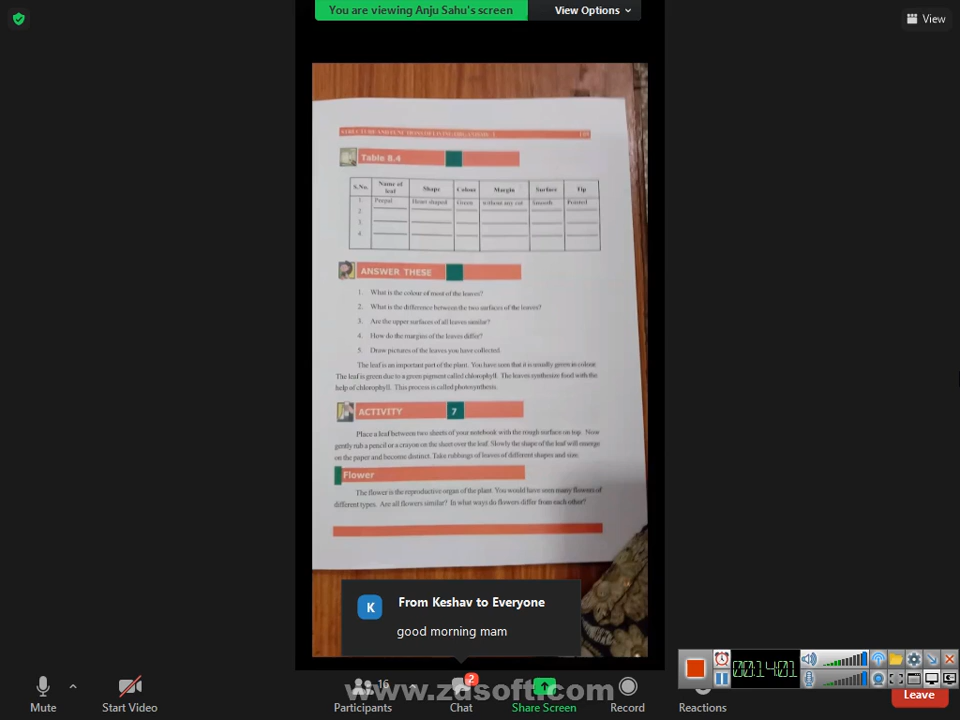 You are viewing Anju Sahu's screen
View Options
View
STRUCTURE AND FUNCTIONS OF LIVING ORGANISMS - I
Table 8.4
S.No. Name of leaf Shape Colour Margin Surface Tip
1. Peepal Heart shaped Green without any cut Smooth Pointed
2.
3.
4.
ANSWER THESE
1. What is the colour of most of the leaves?
2. What is the difference between the two surfaces of the leaves?
3. Are the upper surfaces of all leaves similar?
4. How do the margins of the leaves differ?
5. Draw pictures of the leaves you have collected.
The leaf is an important part of the plant. You have seen that it is usually green in colour.
The leaf is green due to a green pigment called chlorophyll. The leaves synthesize food with the
help of chlorophyll. This process is called photosynthesis.
ACTIVITY 7
Place a leaf between two sheets of your notebook with the rough surface on top. Now
gently rub a pencil or a crayon on the sheet over the leaf. Slowly the shape of the leaf will emerge
on the paper and become distinct. Take rubbings of leaves of different shapes and size.
Flower
The flower is the reproductive organ of the plant. You would have seen many flowers of
different types. Are all flowers similar? In what ways do flowers differ from each other?
K
From Keshav to Everyone
good morning mam
00:14:01
16
2
www.zdsoft.com
Mute
Start Video
Participants
Chat
Share Screen
Record
Reactions
Leave